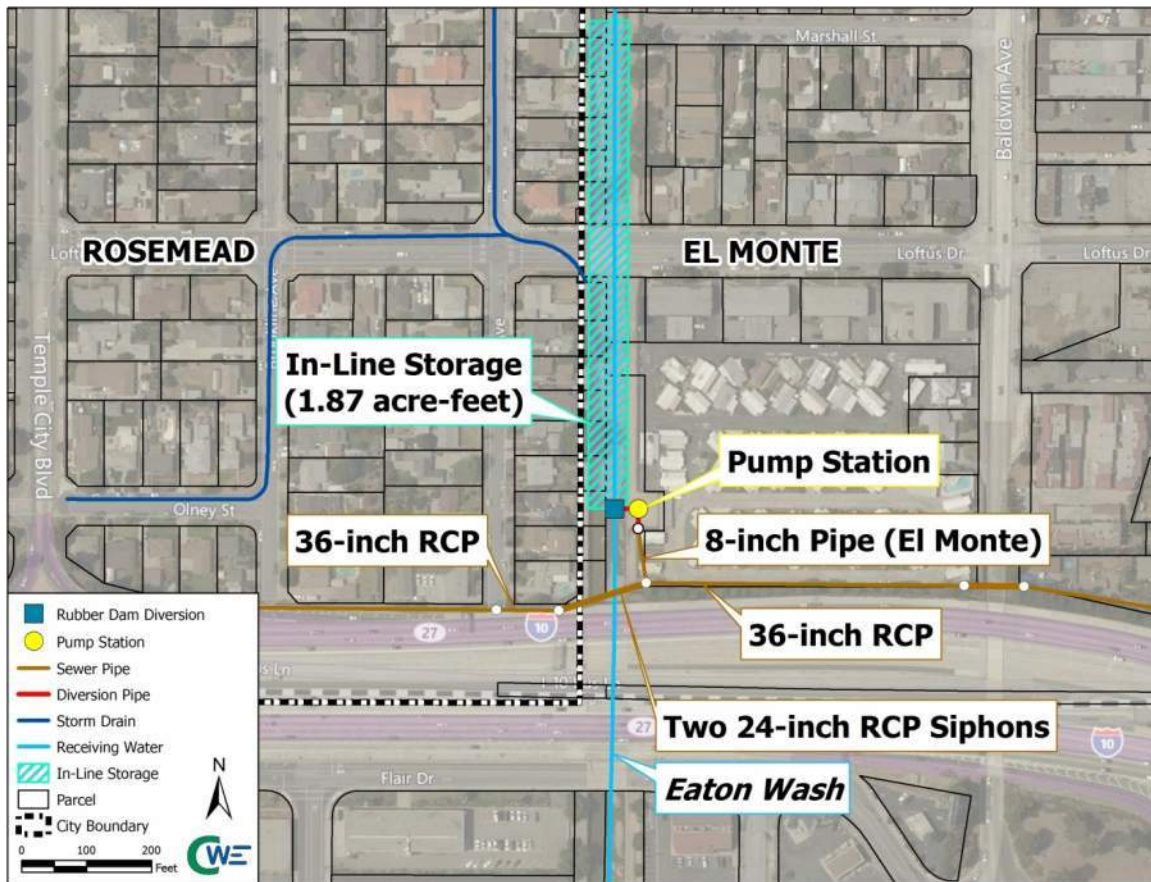 Marshall St
Baldwin Ave
ROSEMEAD
EL MONTE
Loftus Dr
Loftus Dr
Temple City Blvd
In-Line Storage
(1.87 acre-feet)
Pump Station
Olney St
36-inch RCP
8-inch Pipe (El Monte)
36-inch RCP
27
10
Two 24-inch RCP Siphons
27
10
Eaton Wash
Flair Dr
Rubber Dam Diversion
Pump Station
Sewer Pipe
Diversion Pipe
Storm Drain
Receiving Water
In-Line Storage
Parcel
City Boundary
N
0 50 100 200
Feet
CWE